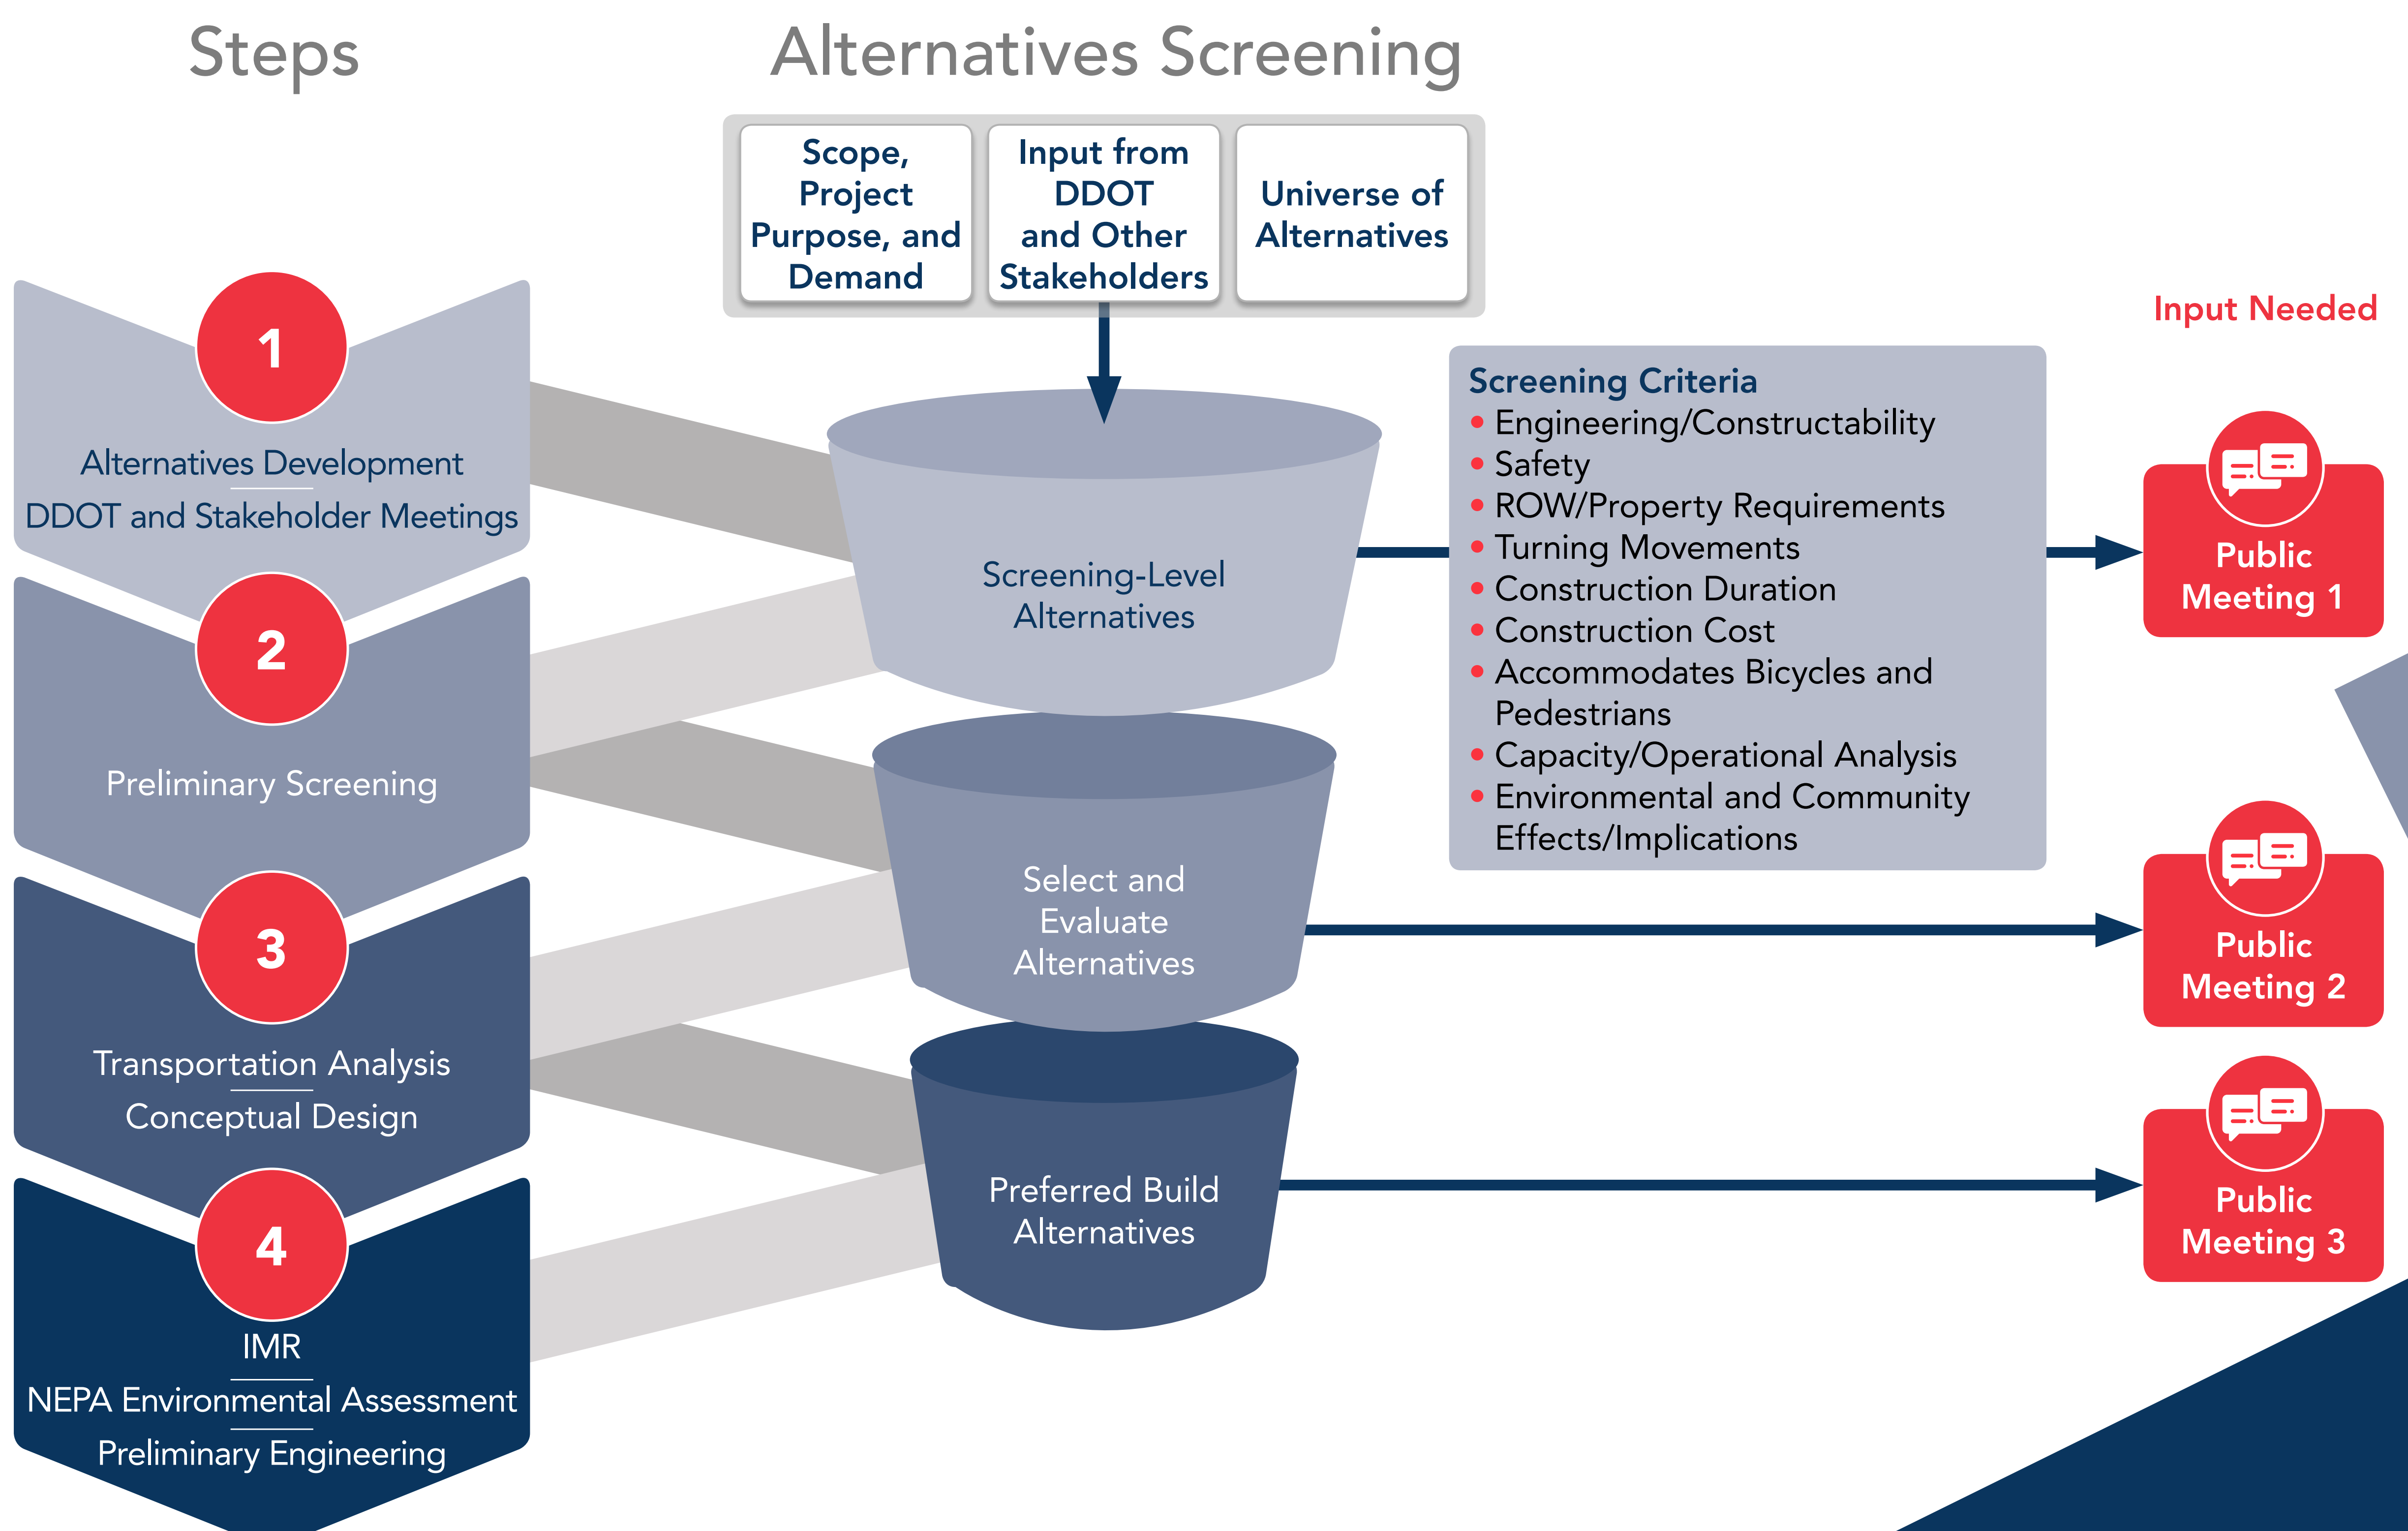 Steps
Alternatives Screening
Scope,
Project
Purpose, and
Demand
Input from
DDOT
and Other
Stakeholders
Universe of
Alternatives
1
Alternatives Development
DDOT and Stakeholder Meetings
2
Preliminary Screening
3
Transportation Analysis
Conceptual Design
4
IMR
NEPA Environmental Assessment
Preliminary Engineering
Screening-Level
Alternatives
Select and
Evaluate
Alternatives
Preferred Build
Alternatives
Screening Criteria
• Engineering/Constructability
• Safety
• ROW/Property Requirements
• Turning Movements
• Construction Duration
• Construction Cost
• Accommodates Bicycles and
Pedestrians
• Capacity/Operational Analysis
• Environmental and Community
Effects/Implications
Input Needed
Public
Meeting 1
Public
Meeting 2
Public
Meeting 3